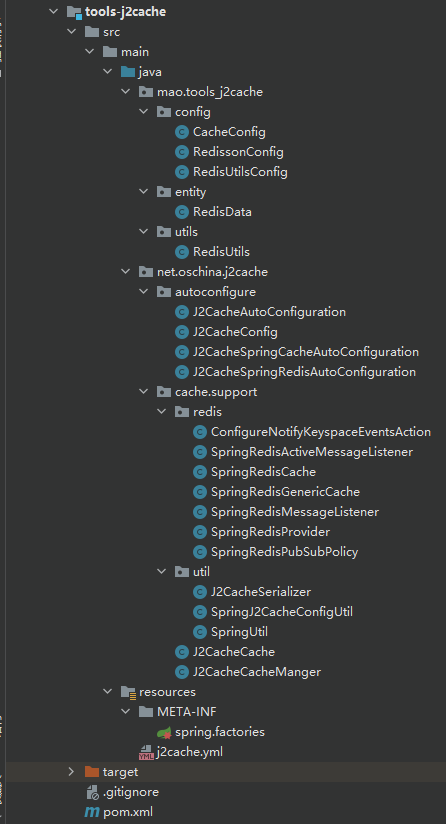 tools-j2cache
src
main
java
mao.tools_j2cache
config
CacheConfig
RedissonConfig
RedisUtilsConfig
entity
RedisData
utils
RedisUtils
net.oschina.j2cache
autoconfigure
J2CacheAutoConfiguration
J2CacheConfig
J2CacheSpringCacheAutoConfiguration
J2CacheSpringRedisAutoConfiguration
cache.support
redis
ConfigureNotifyKeyspaceEventsAction
SpringRedisActiveMessageListener
SpringRedisCache
SpringRedisGenericCache
SpringRedisMessageListener
SpringRedisProvider
SpringRedisPubSubPolicy
util
J2CacheSerializer
SpringJ2CacheConfigUtil
SpringUtil
J2CacheCache
J2CacheCacheManger
resources
META-INF
spring.factories
j2cache.yml
target
.gitignore
pom.xml